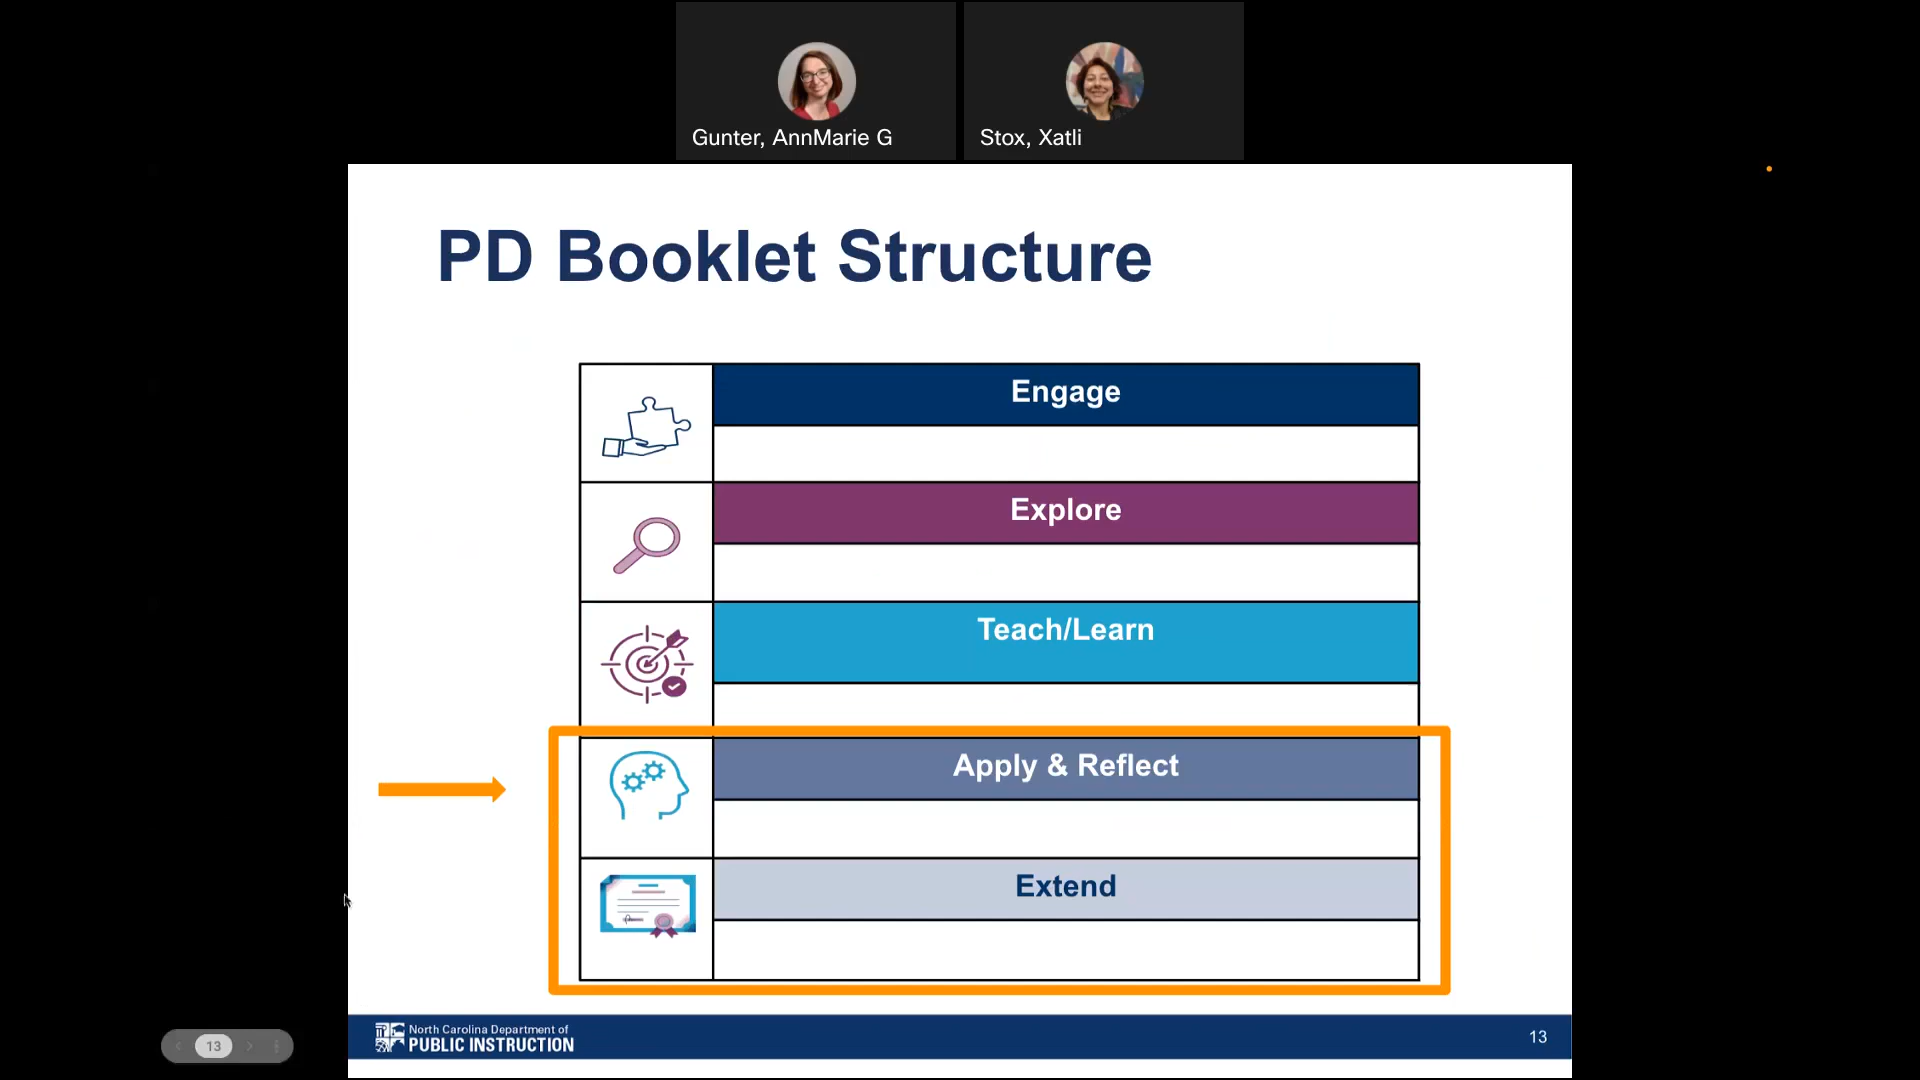 Gunter, AnnMarie G
Stox, Xatli
PD Booklet Structure
Engage
Explore
Teach/Learn
Apply & Reflect
Extend
North Carolina Department of
PUBLIC INSTRUCTION
13
13